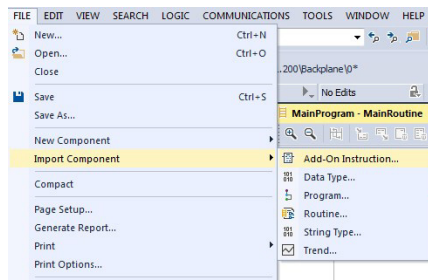 FILE EDIT VIEW SEARCH LOGIC COMMUNICATIONS TOOLS WINDOW HELP
New... Ctrl+N
Open... Ctrl+O
Close
.200\Backplane\0*
Save Ctrl+S
No Edits
Save As...
MainProgram - MainRoutine
New Component
Import Component
Add-On Instruction...
Data Type...
Compact
Program...
Page Setup...
Routine...
Generate Report...
String Type...
Print
Trend...
Print Options...